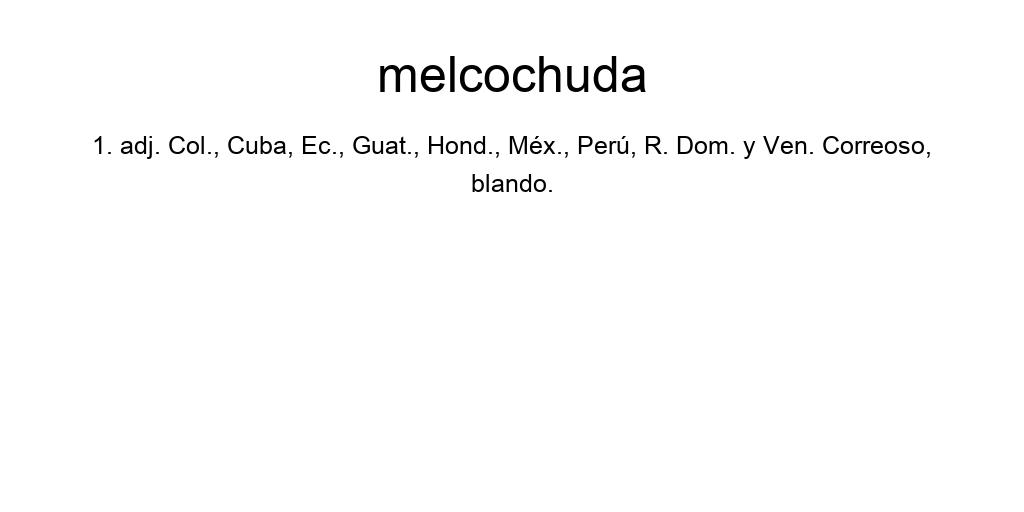 melcochuda
1. adj. Col., Cuba, Ec., Guat., Hond., Méx., Perú, R. Dom. y Ven. Correoso,
blando.